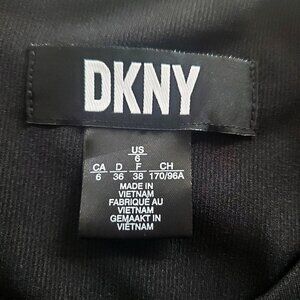 DKNY
US
6
CA D F CH
6 36 38 170/96A
MADE IN
VIETNAM
FABRIQUÉ AU
VIETNAM
GEMAAKT IN
VIETNAM